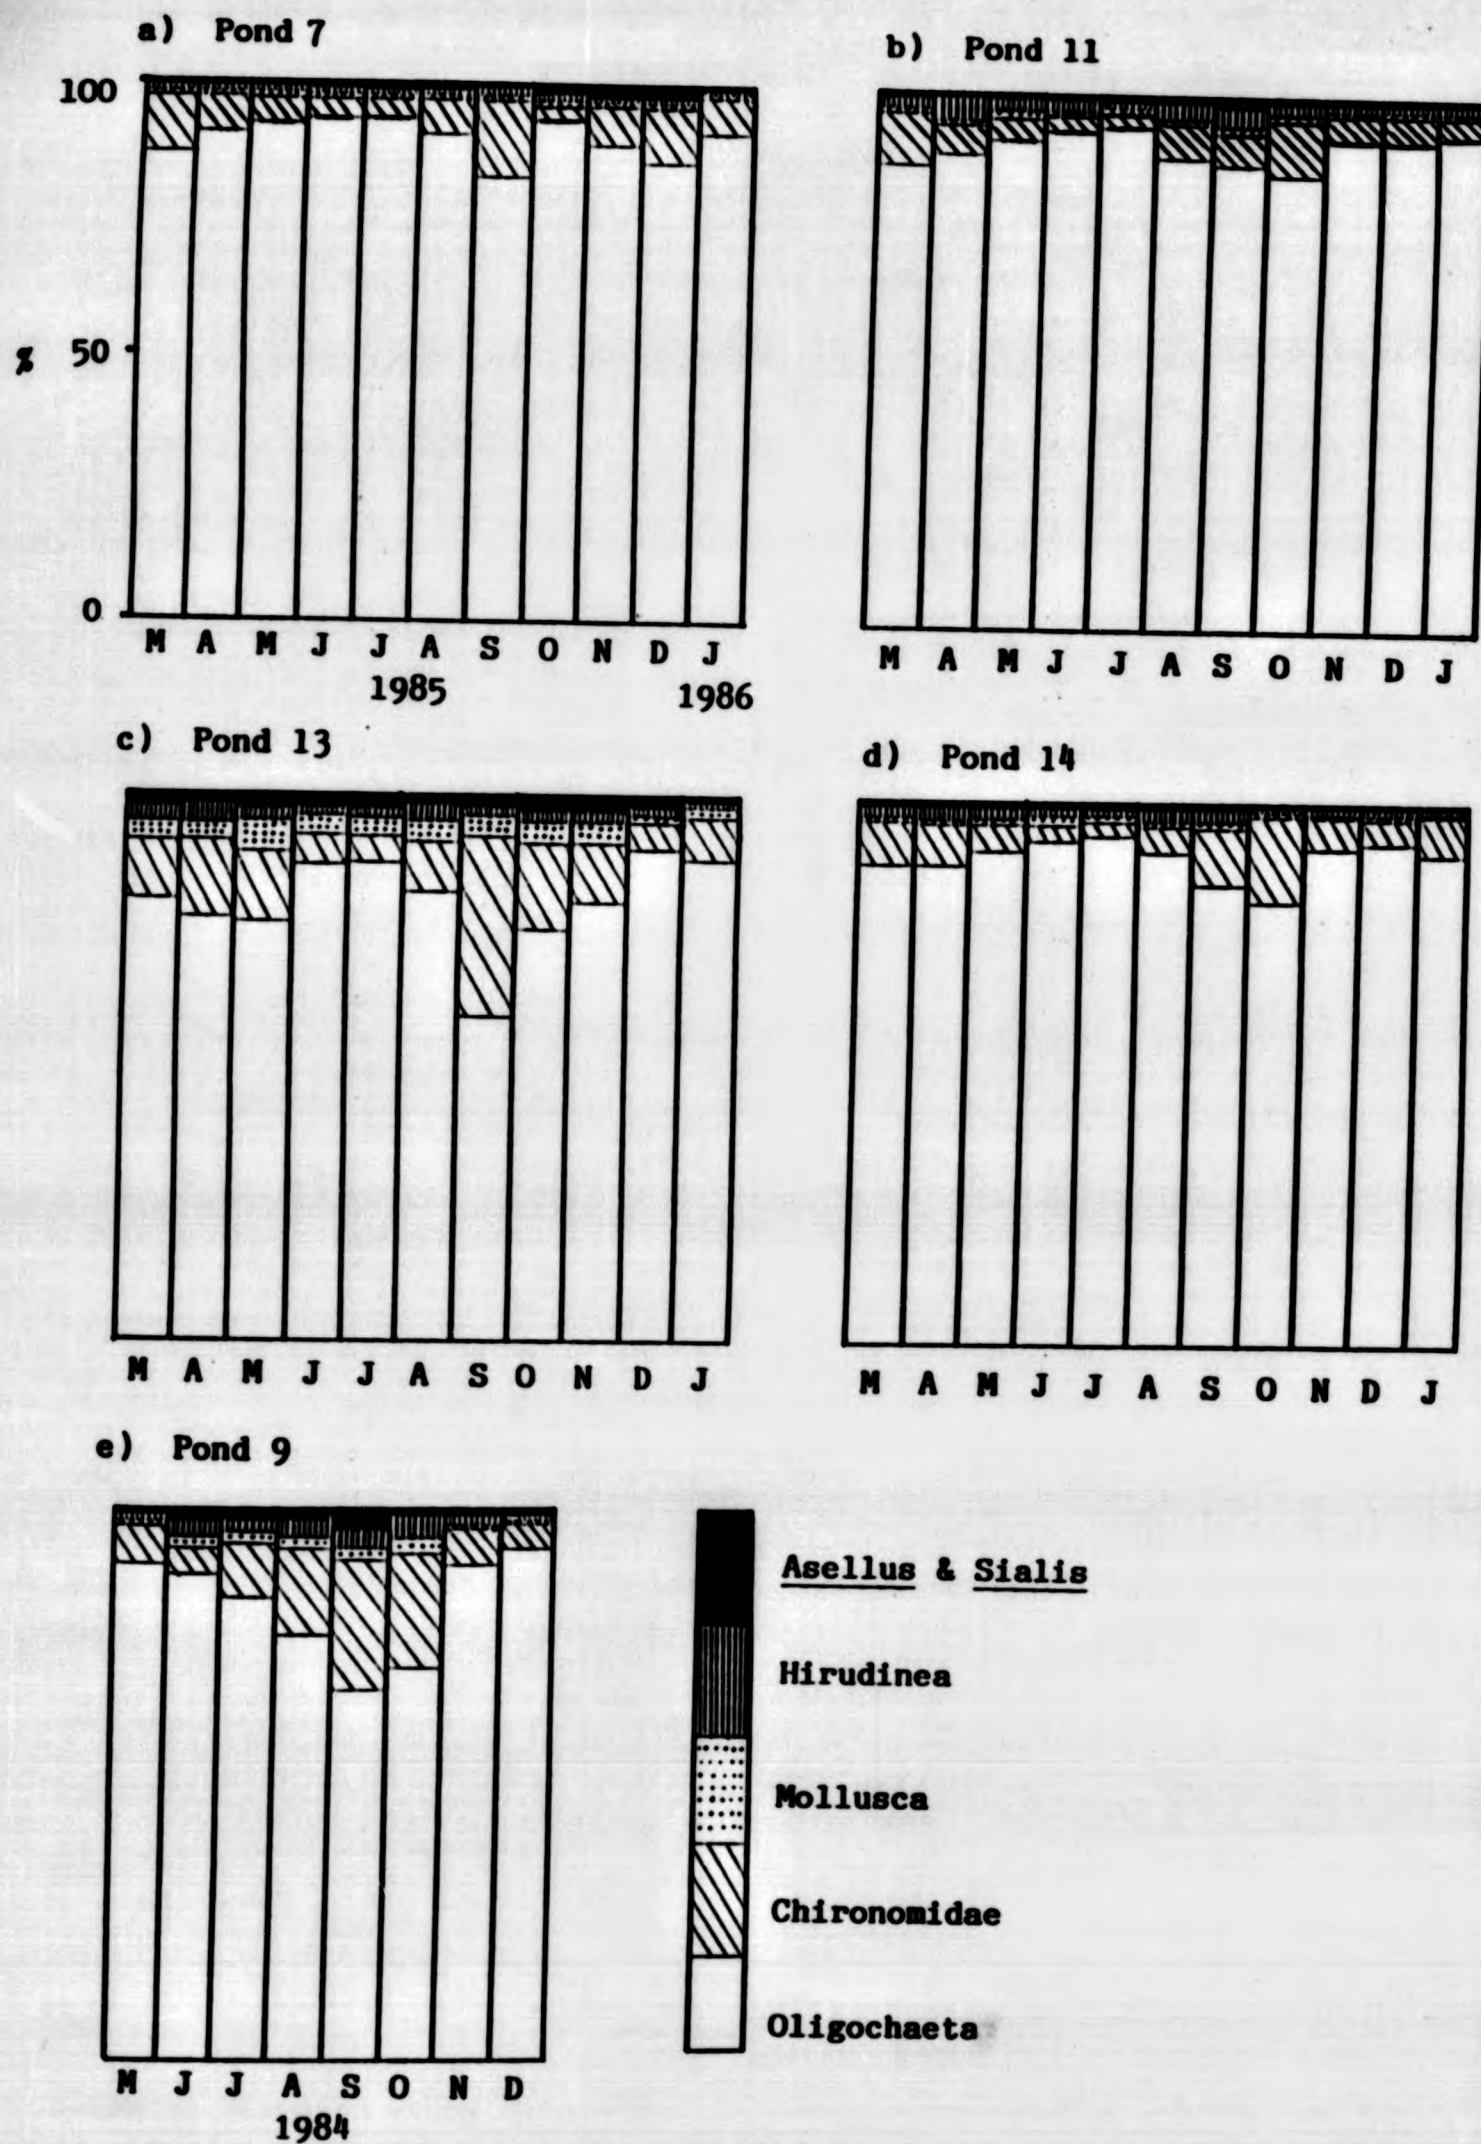 a) Pond 7
100
% 50
0
M A M J J A S O N D J
1985 1986
b) Pond 11
M A M J J A S O N D J
c) Pond 13
M A M J J A S O N D J
d) Pond 14
M A M J J A S O N D J
e) Pond 9
M J J A S O N D
1984
Asellus & Sialis
Hirudinea
Mollusca
Chironomidae
Oligochaeta